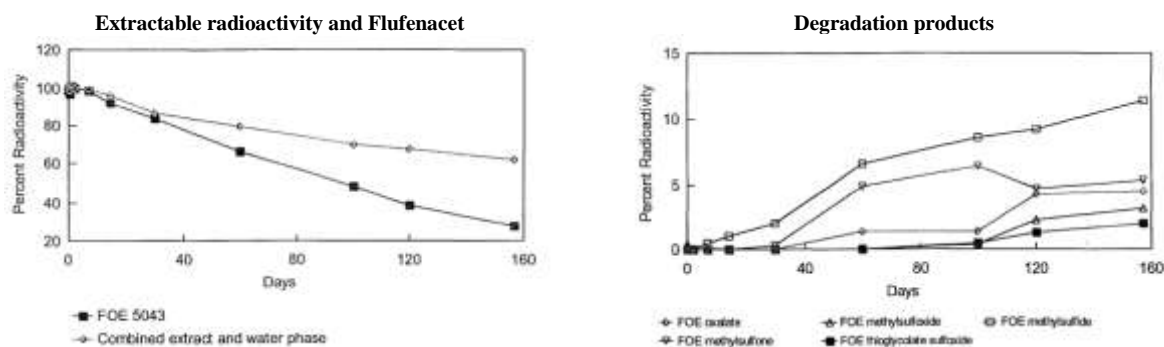 Extractable radioactivity and Flufenacet
120
100
80
60
40
20
Percent Radioactivity
0 40 80 120 160
Days
FOE 5043
Combined extract and water phase
Degradation products
15
10
5
0
Percent Radioactivity
0 40 80 120 160
Days
FOE oxalate FOE methylsulfoxide FOE methylsulfide
FOE methylsulfone FOE thioglycolate sulfoxide